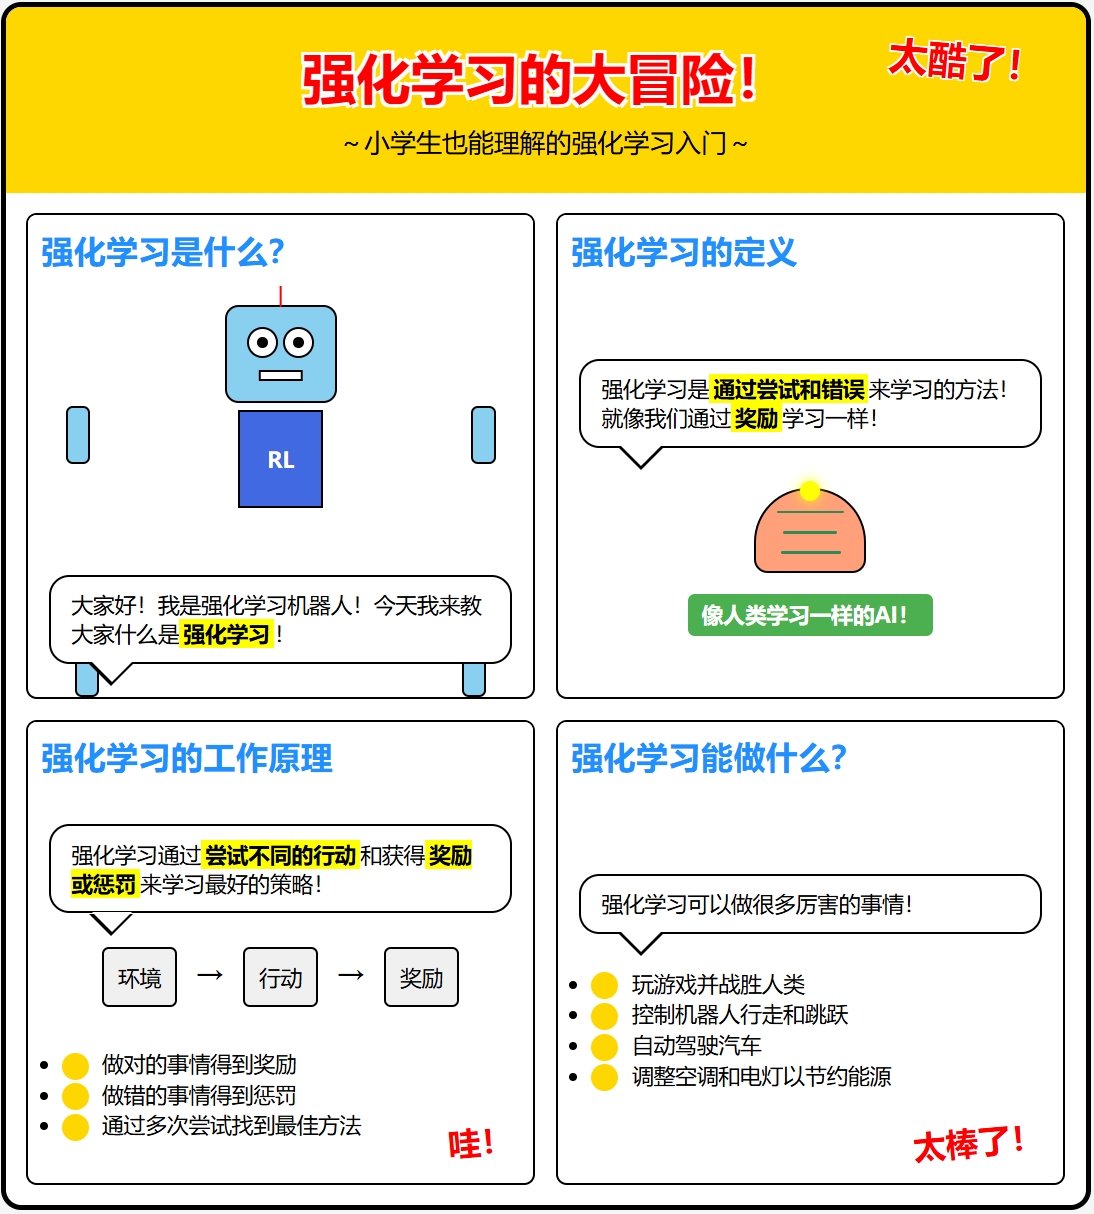 强化学习的大冒险！
太酷了！
～小学生也能理解的强化学习入门～
强化学习是什么？
RL
大家好！我是强化学习机器人！今天我来教
大家什么是强化学习！
强化学习的定义
强化学习是通过尝试和错误来学习的方法！
就像我们通过奖励学习一样！
像人类学习一样的AI！
强化学习的工作原理
强化学习通过尝试不同的行动和获得奖励
或惩罚来学习最好的策略！
环境 → 行动 → 奖励
• 做对的事情得到奖励
• 做错的事情得到惩罚
• 通过多次尝试找到最佳方法
哇！
强化学习能做什么？
强化学习可以做很多厉害的事情！
• 玩游戏并战胜人类
• 控制机器人行走和跳跃
• 自动驾驶汽车
• 调整空调和电灯以节约能源
太棒了！